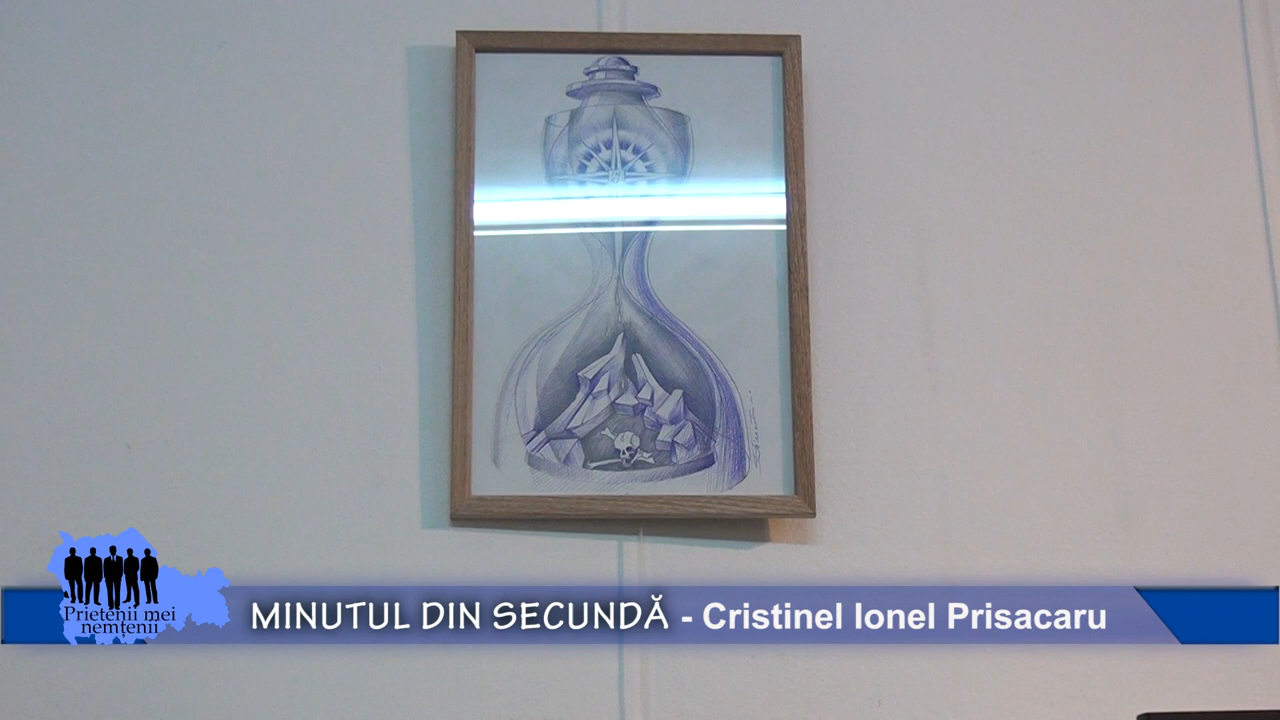 Prietenii mei
nemțenii
MINUTUL DIN SECUNDĂ - Cristinel Ionel Prisacaru